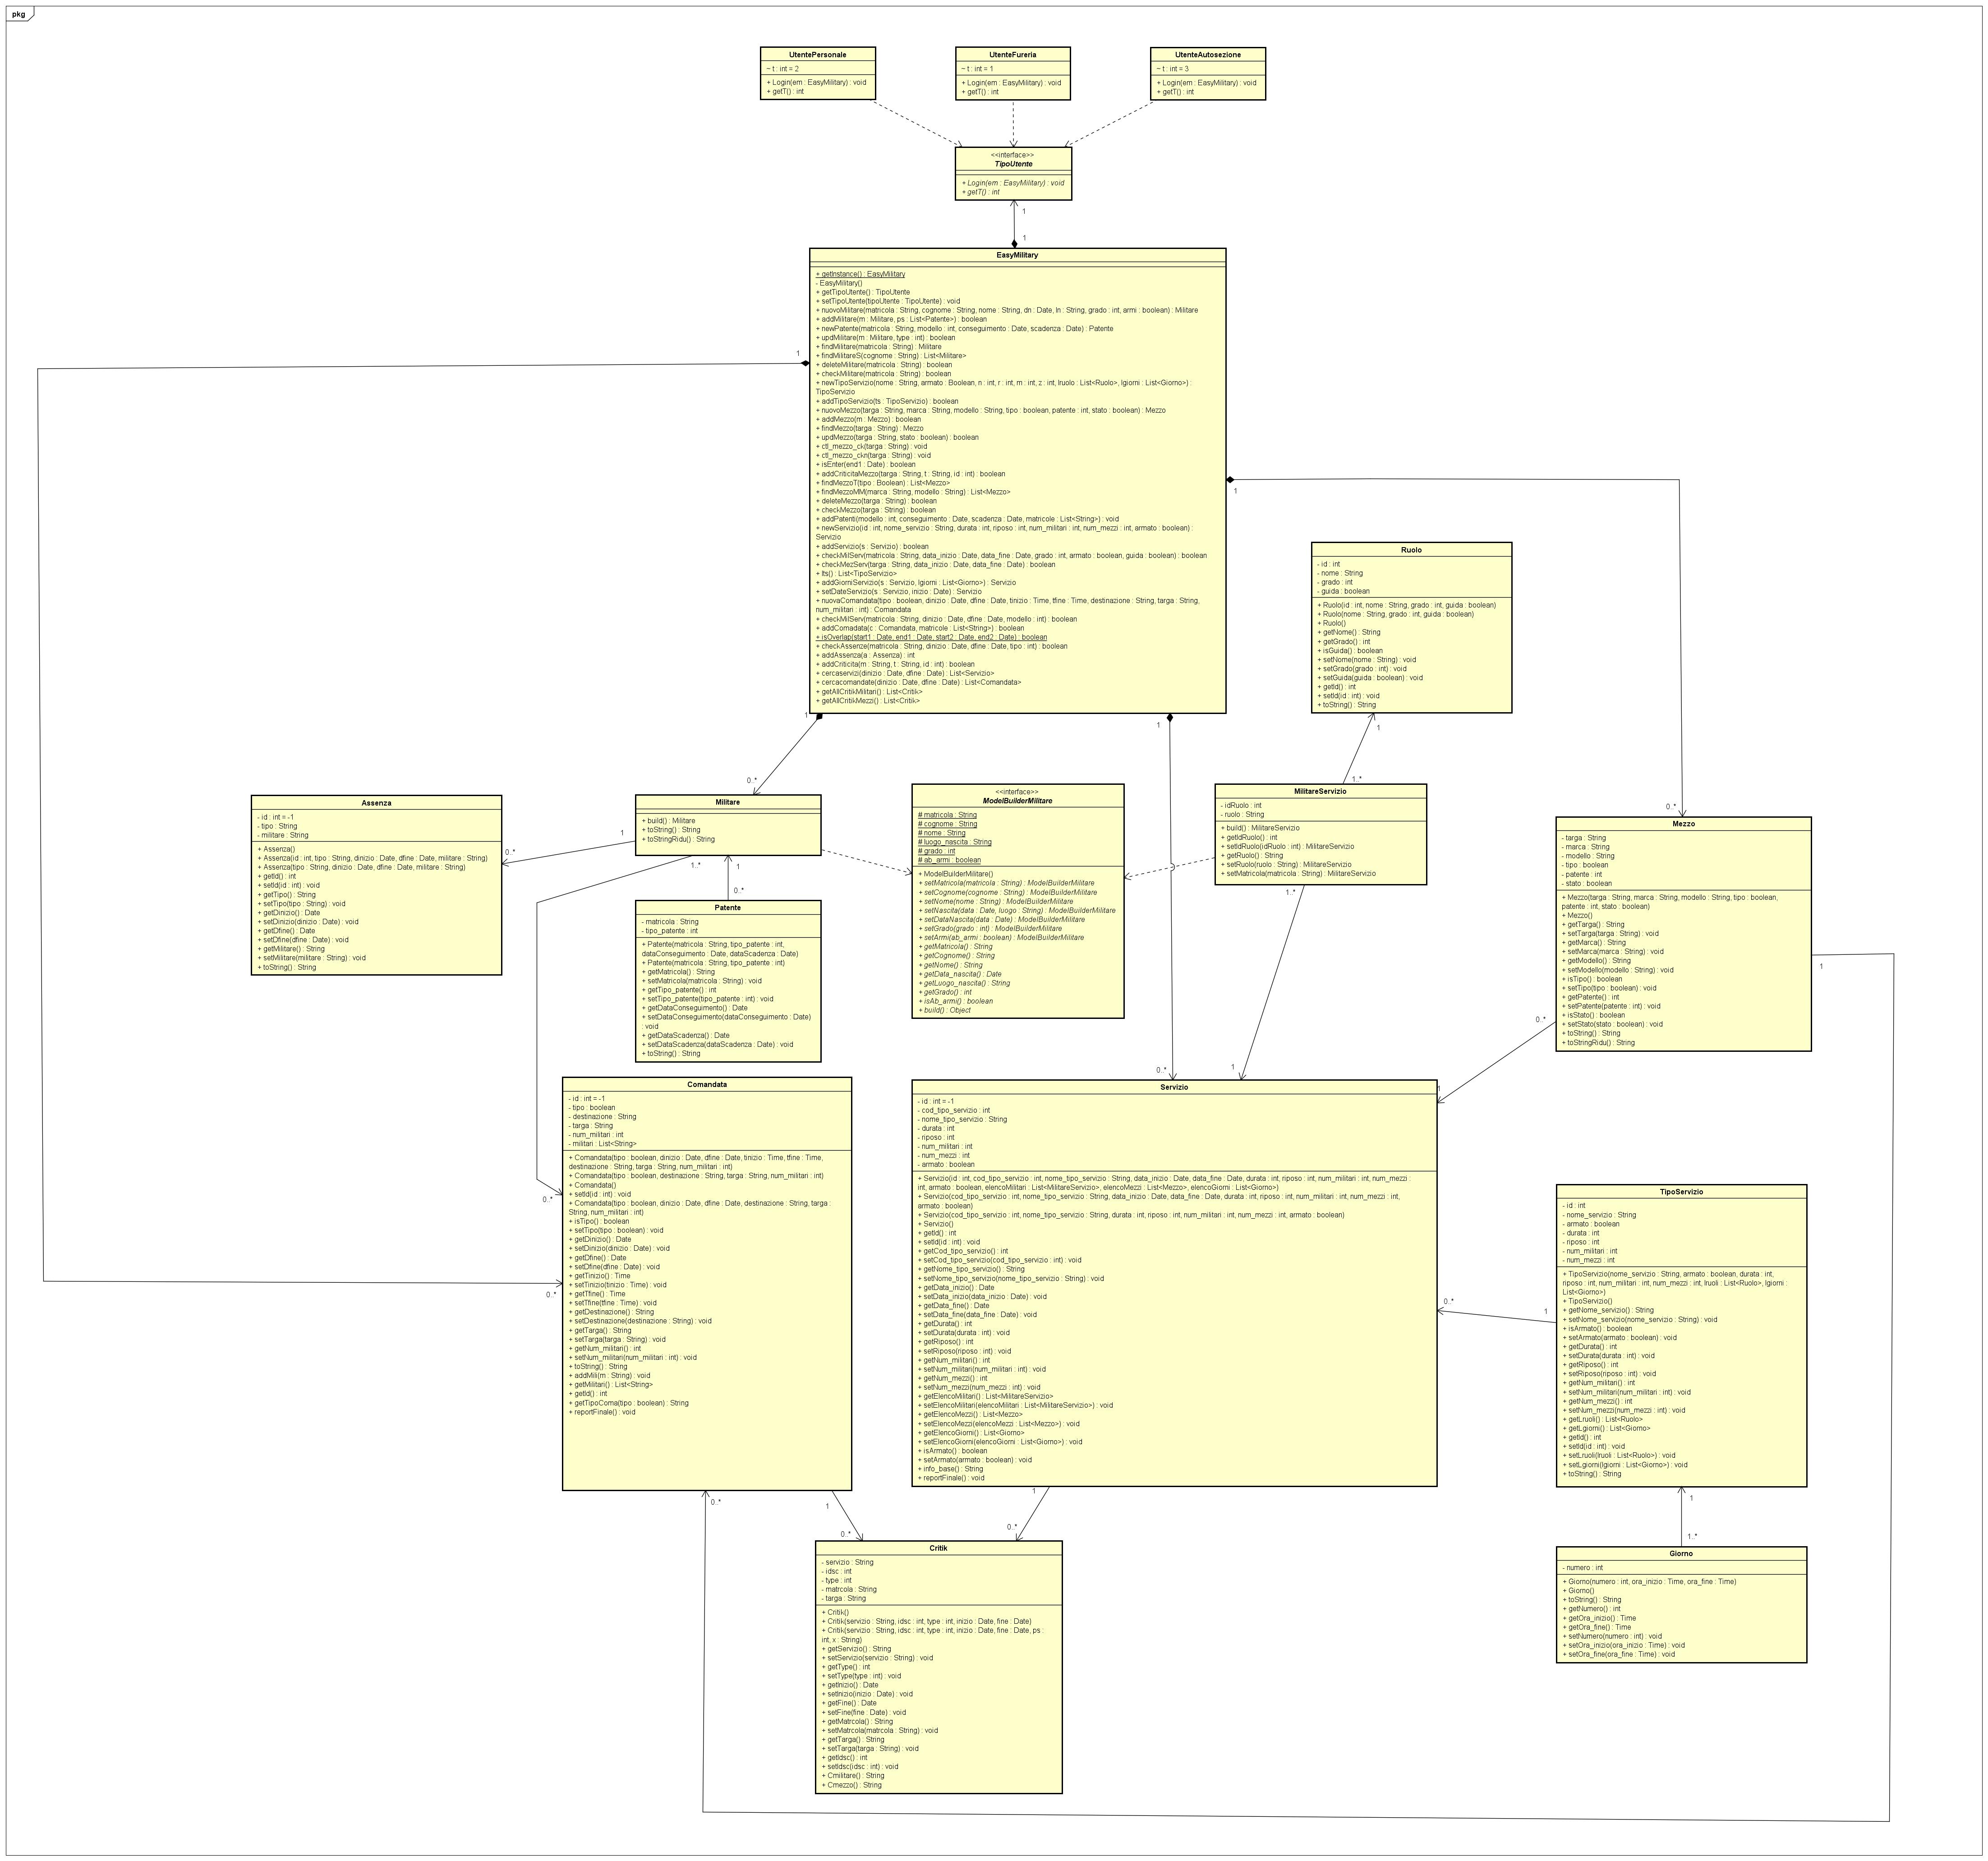 pkg
UtentePersonale
~ t : int = 2
+ Login(em : EasyMilitary) : void
+ getT() : int
UtenteFureria
~ t : int = 1
+ Login(em : EasyMilitary) : void
+ getT() : int
UtenteAutosezione
~ t : int = 3
+ Login(em : EasyMilitary) : void
+ getT() : int
<<interface>>
TipoUtente
+ Login(em : EasyMilitary) : void
+ getT() : int
1
1
EasyMilitary
+ getInstance() : EasyMilitary
- EasyMilitary()
+ getTipoUtente() : TipoUtente
+ setTipoUtente(tipoUtente : TipoUtente) : void
+ nuovoMilitare(matricola : String, cognome : String, nome : String, dn : Date, ln : String, grado : int, armi : boolean) : Militare
+ addMilitare(m : Militare, ps : List<Patente>) : boolean
+ newPatente(matricola : String, modello : int, conseguimento : Date, scadenza : Date) : Patente
+ updMilitare(m : Militare, type : int) : boolean
+ findMilitare(matricola : String) : Militare
+ findMilitareS(cognome : String) : List<Militare>
+ deleteMilitare(matricola : String) : boolean
+ checkMilitare(matricola : String) : boolean
+ newTipoServizio(nome : String, armato : Boolean, n : int, r : int, m : int, z : int, lruolo : List<Ruolo>, lgiorni : List<Giorno>) :
TipoServizio
+ addTipoServizio(ts : TipoServizio) : boolean
+ nuovoMezzo(targa : String, marca : String, modello : String, tipo : boolean, patente : int, stato : boolean) : Mezzo
+ addMezzo(m : Mezzo) : boolean
+ findMezzo(targa : String) : Mezzo
+ updMezzo(targa : String, stato : boolean) : boolean
+ ctl_mezzo_ck(targa : String) : void
+ ctl_mezzo_ckn(targa : String) : void
+ isEnter(end1 : Date) : boolean
+ addCriticitaMezzo(targa : String, t : String, id : int) : boolean
+ findMezzoT(tipo : Boolean) : List<Mezzo>
+ findMezzoMM(marca : String, modello : String) : List<Mezzo>
+ deleteMezzo(targa : String) : boolean
+ checkMezzo(targa : String) : boolean
+ addPatenti(modello : int, conseguimento : Date, scadenza : Date, matricole : List<String>) : void
+ newServizio(id : int, nome_servizio : String, durata : int, riposo : int, num_militari : int, num_mezzi : int, armato : boolean) :
Servizio
+ addServizio(s : Servizio) : boolean
+ checkMilServ(matricola : String, data_inizio : Date, data_fine : Date, grado : int, armato : boolean, guida : boolean) : boolean
+ checkMezServ(targa : String, data_inizio : Date, data_fine : Date) : boolean
+ lts() : List<TipoServizio>
+ addGiorniServizio(s : Servizio, lgiorni : List<Giorno>) : Servizio
+ setDateServizio(s : Servizio, inizio : Date) : Servizio
+ nuovaComandata(tipo : boolean, dinizio : Date, dfine : Date, tinizio : Time, tfine : Time, destinazione : String, targa : String,
num_militari : int) : Comandata
+ checkMilServ(matricola : String, dinizio : Date, dfine : Date, modello : int) : boolean
+ addComadata(c : Comandata, matricole : List<String>) : boolean
+ isOverlap(start1 : Date, end1 : Date, start2 : Date, end2 : Date) : boolean
+ checkAssenze(matricola : String, dinizio : Date, dfine : Date, tipo : int) : boolean
+ addAssenza(a : Assenza) : int
+ addCriticita(m : String, t : String, id : int) : boolean
+ cercaservizi(dinizio : Date, dfine : Date) : List<Servizio>
+ cercacomandate(dinizio : Date, dfine : Date) : List<Comandata>
+ getAllCritikMilitari() : List<Critik>
+ getAllCritikMezzi() : List<Critik>
1
1
1
1
0..*
0..*
0..*
0..*
Ruolo
- id : int
- nome : String
- grado : int
- guida : boolean
+ Ruolo(id : int, nome : String, grado : int, guida : boolean)
+ Ruolo(nome : String, grado : int, guida : boolean)
+ Ruolo()
+ getNome() : String
+ getGrado() : int
+ isGuida() : boolean
+ setNome(nome : String) : void
+ setGrado(grado : int) : void
+ setGuida(guida : boolean) : void
+ getId() : int
+ setId(id : int) : void
+ toString() : String
1
1..*
Assenza
- id : int = -1
- tipo : String
- militare : String
+ Assenza()
+ Assenza(id : int, tipo : String, dinizio : Date, dfine : Date, militare : String)
+ Assenza(tipo : String, dinizio : Date, dfine : Date, militare : String)
+ getId() : int
+ setId(id : int) : void
+ getTipo() : String
+ setTipo(tipo : String) : void
+ getDinizio() : Date
+ setDinizio(dinizio : Date) : void
+ getDfine() : Date
+ setDfine(dfine : Date) : void
+ getMilitare() : String
+ setMilitare(militare : String) : void
+ toString() : String
0..*
1
Militare
+ build() : Militare
+ toString() : String
+ toStringRidu() : String
1..*
1
0..*
Patente
- matricola : String
- tipo_patente : int
+ Patente(matricola : String, tipo_patente : int,
dataConseguimento : Date, dataScadenza : Date)
+ Patente(matricola : String, tipo_patente : int)
+ getMatricola() : String
+ setMatricola(matricola : String) : void
+ getTipo_patente() : int
+ setTipo_patente(tipo_patente : int) : void
+ getDataConseguimento() : Date
+ setDataConseguimento(dataConseguimento : Date)
: void
+ getDataScadenza() : Date
+ setDataScadenza(dataScadenza : Date) : void
+ toString() : String
<<interface>>
ModelBuilderMilitare
# matricola : String
# cognome : String
# nome : String
# luogo_nascita : String
# grado : int
# ab_armi : boolean
+ ModelBuilderMilitare()
+ setMatricola(matricola : String) : ModelBuilderMilitare
+ setCognome(cognome : String) : ModelBuilderMilitare
+ setNome(nome : String) : ModelBuilderMilitare
+ setNascita(data : Date, luogo : String) : ModelBuilderMilitare
+ setDataNascita(data : Date) : ModelBuilderMilitare
+ setGrado(grado : int) : ModelBuilderMilitare
+ setArmi(ab_armi : boolean) : ModelBuilderMilitare
+ getMatricola() : String
+ getCognome() : String
+ getNome() : String
+ getData_nascita() : Date
+ getLuogo_nascita() : String
+ getGrado() : int
+ isAb_armi() : boolean
+ build() : Object
MilitareServizio
- idRuolo : int
- ruolo : String
+ build() : MilitareServizio
+ getIdRuolo() : int
+ setIdRuolo(idRuolo : int) : MilitareServizio
+ getRuolo() : String
+ setRuolo(ruolo : String) : MilitareServizio
+ setMatricola(matricola : String) : MilitareServizio
1..*
1
Mezzo
- targa : String
- marca : String
- modello : String
- tipo : boolean
- patente : int
- stato : boolean
+ Mezzo(targa : String, marca : String, modello : String, tipo : boolean,
patente : int, stato : boolean)
+ Mezzo()
+ getTarga() : String
+ setTarga(targa : String) : void
+ getMarca() : String
+ setMarca(marca : String) : void
+ getModello() : String
+ setModello(modello : String) : void
+ isTipo() : boolean
+ setTipo(tipo : boolean) : void
+ getPatente() : int
+ setPatente(patente : int) : void
+ isStato() : boolean
+ setStato(stato : boolean) : void
+ toString() : String
+ toStringRidu() : String
1
0..*
1
Comandata
- id : int = -1
- tipo : boolean
- destinazione : String
- targa : String
- num_militari : int
- militari : List<String>
+ Comandata(tipo : boolean, dinizio : Date, dfine : Date, tinizio : Time, tfine : Time,
destinazione : String, targa : String, num_militari : int)
+ Comandata(tipo : boolean, destinazione : String, targa : String, num_militari : int)
+ Comandata()
+ setId(id : int) : void
+ Comandata(tipo : boolean, dinizio : Date, dfine : Date, destinazione : String, targa :
String, num_militari : int)
+ isTipo() : boolean
+ setTipo(tipo : boolean) : void
+ getDinizio() : Date
+ setDinizio(dinizio : Date) : void
+ getDfine() : Date
+ setDfine(dfine : Date) : void
+ getTinizio() : Time
+ setTinizio(tinizio : Time) : void
+ getTfine() : Time
+ setTfine(tfine : Time) : void
+ getDestinazione() : String
+ setDestinazione(destinazione : String) : void
+ getTarga() : String
+ setTarga(targa : String) : void
+ getNum_militari() : int
+ setNum_militari(num_militari : int) : void
+ toString() : String
+ addMili(m : String) : void
+ getMilitari() : List<String>
+ getId() : int
+ getTipoComa(tipo : boolean) : String
+ reportFinale() : void
0..*
0..*
1
0..*
Servizio
- id : int = -1
- cod_tipo_servizio : int
- nome_tipo_servizio : String
- durata : int
- riposo : int
- num_militari : int
- num_mezzi : int
- armato : boolean
+ Servizio(id : int, cod_tipo_servizio : int, nome_tipo_servizio : String, data_inizio : Date, data_fine : Date, durata : int, riposo : int, num_militari : int, num_mezzi :
int, armato : boolean, elencoMilitari : List<MilitareServizio>, elencoMezzi : List<Mezzo>, elencoGiorni : List<Giorno>)
+ Servizio(cod_tipo_servizio : int, nome_tipo_servizio : String, data_inizio : Date, data_fine : Date, durata : int, riposo : int, num_militari : int, num_mezzi : int,
armato : boolean)
+ Servizio(cod_tipo_servizio : int, nome_tipo_servizio : String, durata : int, riposo : int, num_militari : int, num_mezzi : int, armato : boolean)
+ Servizio()
+ getId() : int
+ setId(id : int) : void
+ getCod_tipo_servizio() : int
+ setCod_tipo_servizio(cod_tipo_servizio : int) : void
+ getNome_tipo_servizio() : String
+ setNome_tipo_servizio(nome_tipo_servizio : String) : void
+ getData_inizio() : Date
+ setData_inizio(data_inizio : Date) : void
+ getData_fine() : Date
+ setData_fine(data_fine : Date) : void
+ getDurata() : int
+ setDurata(durata : int) : void
+ getRiposo() : int
+ setRiposo(riposo : int) : void
+ getNum_militari() : int
+ setNum_militari(num_militari : int) : void
+ getNum_mezzi() : int
+ setNum_mezzi(num_mezzi : int) : void
+ getElencoMilitari() : List<MilitareServizio>
+ setElencoMilitari(elencoMilitari : List<MilitareServizio>) : void
+ getElencoMezzi() : List<Mezzo>
+ setElencoMezzi(elencoMezzi : List<Mezzo>) : void
+ getElencoGiorni() : List<Giorno>
+ setElencoGiorni(elencoGiorni : List<Giorno>) : void
+ isArmato() : boolean
+ setArmato(armato : boolean) : void
+ info_base() : String
+ reportFinale() : void
1
0..*
0..*
1
TipoServizio
- id : int
- nome_servizio : String
- armato : boolean
- durata : int
- riposo : int
- num_militari : int
- num_mezzi : int
+ TipoServizio(nome_servizio : String, armato : boolean, durata : int,
riposo : int, num_militari : int, num_mezzi : int, lruoli : List<Ruolo>, lgiorni :
List<Giorno>)
+ TipoServizio()
+ getNome_servizio() : String
+ setNome_servizio(nome_servizio : String) : void
+ isArmato() : boolean
+ setArmato(armato : boolean) : void
+ getDurata() : int
+ setDurata(durata : int) : void
+ getRiposo() : int
+ setRiposo(riposo : int) : void
+ getNum_militari() : int
+ setNum_militari(num_militari : int) : void
+ getNum_mezzi() : int
+ setNum_mezzi(num_mezzi : int) : void
+ getLruoli() : List<Ruolo>
+ getLgiorni() : List<Giorno>
+ getId() : int
+ setId(id : int) : void
+ setLruoli(lruoli : List<Ruolo>) : void
+ setLgiorni(lgiorni : List<Giorno>) : void
+ toString() : String
1
1..*
Critik
- servizio : String
- idsc : int
- type : int
- matrcola : String
- targa : String
+ Critik()
+ Critik(servizio : String, idsc : int, type : int, inizio : Date, fine : Date)
+ Critik(servizio : String, idsc : int, type : int, inizio : Date, fine : Date, ps :
int, x : String)
+ getServizio() : String
+ setServizio(servizio : String) : void
+ getType() : int
+ setType(type : int) : void
+ getInizio() : Date
+ setInizio(inizio : Date) : void
+ getFine() : Date
+ setFine(fine : Date) : void
+ getMatrcola() : String
+ setMatrcola(matrcola : String) : void
+ getTarga() : String
+ setTarga(targa : String) : void
+ getIdsc() : int
+ setIdsc(idsc : int) : void
+ Cmilitare() : String
+ Cmezzo() : String
Giorno
- numero : int
+ Giorno(numero : int, ora_inizio : Time, ora_fine : Time)
+ Giorno()
+ toString() : String
+ getNumero() : int
+ getOra_inizio() : Time
+ getOra_fine() : Time
+ setNumero(numero : int) : void
+ setOra_inizio(ora_inizio : Time) : void
+ setOra_fine(ora_fine : Time) : void